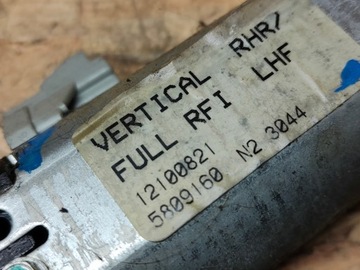 VERTICAL RHR/
FULL RFI LHF
12100821
5809160 N2 3044